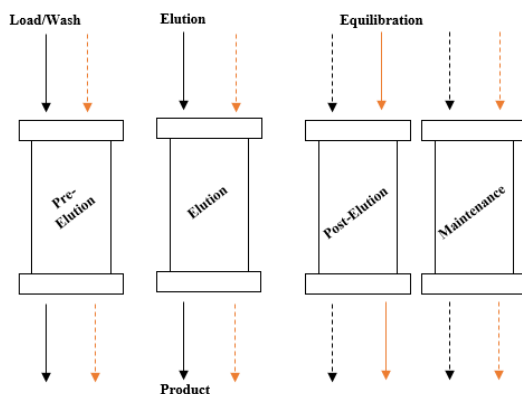 Load/Wash
Elution
Equilibration
Pre-
Elution
Elution
Post-Elution
Maintenance
Product